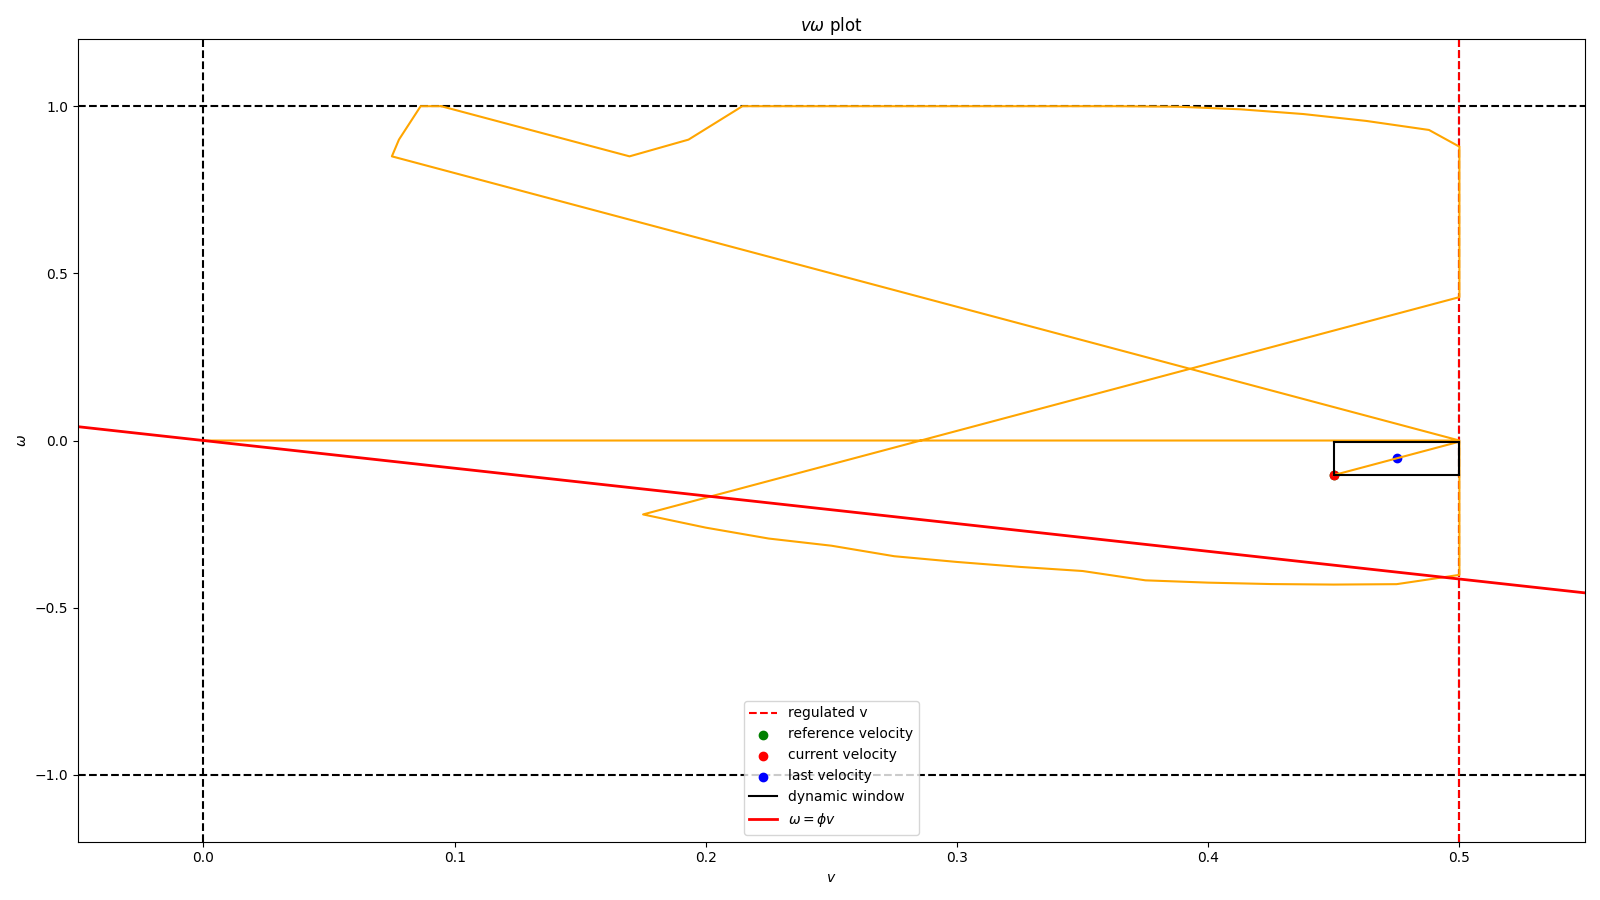 vω plot
1.0
0.5
0.0
−0.5
−1.0
ω
0.0 0.1 0.2 0.3 0.4 0.5
v
regulated v
reference velocity
current velocity
last velocity
dynamic window
ω = ϕv